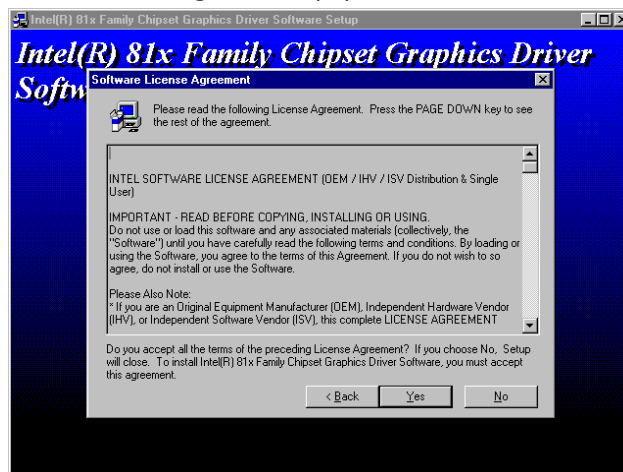 Intel(R) 81x Family Chipset Graphics Driver Software Setup
Intel(R) 81x Family Chipset Graphics Driver
Softw
Software License Agreement
Please read the following License Agreement. Press the PAGE DOWN key to see
the rest of the agreement.
INTEL SOFTWARE LICENSE AGREEMENT (OEM / IHV / ISV Distribution & Single
User)
IMPORTANT - READ BEFORE COPYING, INSTALLING OR USING.
Do not use or load this software and any associated materials (collectively, the
"Software") until you have carefully read the following terms and conditions. By loading or
using the Software, you agree to the terms of this Agreement. If you do not wish to so
agree, do not install or use the Software.
Please Also Note:
* If you are an Original Equipment Manufacturer (OEM), Independent Hardware Vendor
(IHV), or Independent Software Vendor (ISV), this complete LICENSE AGREEMENT
Do you accept all the terms of the preceding License Agreement? If you choose No, Setup
will close. To install Intel(R) 81x Family Chipset Graphics Driver Software, you must accept
this agreement.
< Back
Yes
No